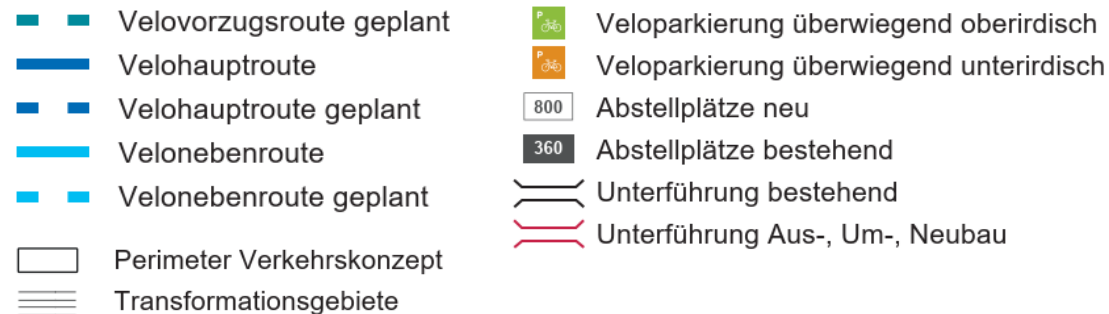 Velovorzugsroute geplant
Velohauptroute
Velohauptroute geplant
Velonebenroute
Velonebenroute geplant
Perimeter Verkehrskonzept
Transformationsgebiete
P
Veloparkierung überwiegend oberirdisch
P
Veloparkierung überwiegend unterirdisch
800 Abstellplätze neu
360 Abstellplätze bestehend
Unterführung bestehend
Unterführung Aus-, Um-, Neubau